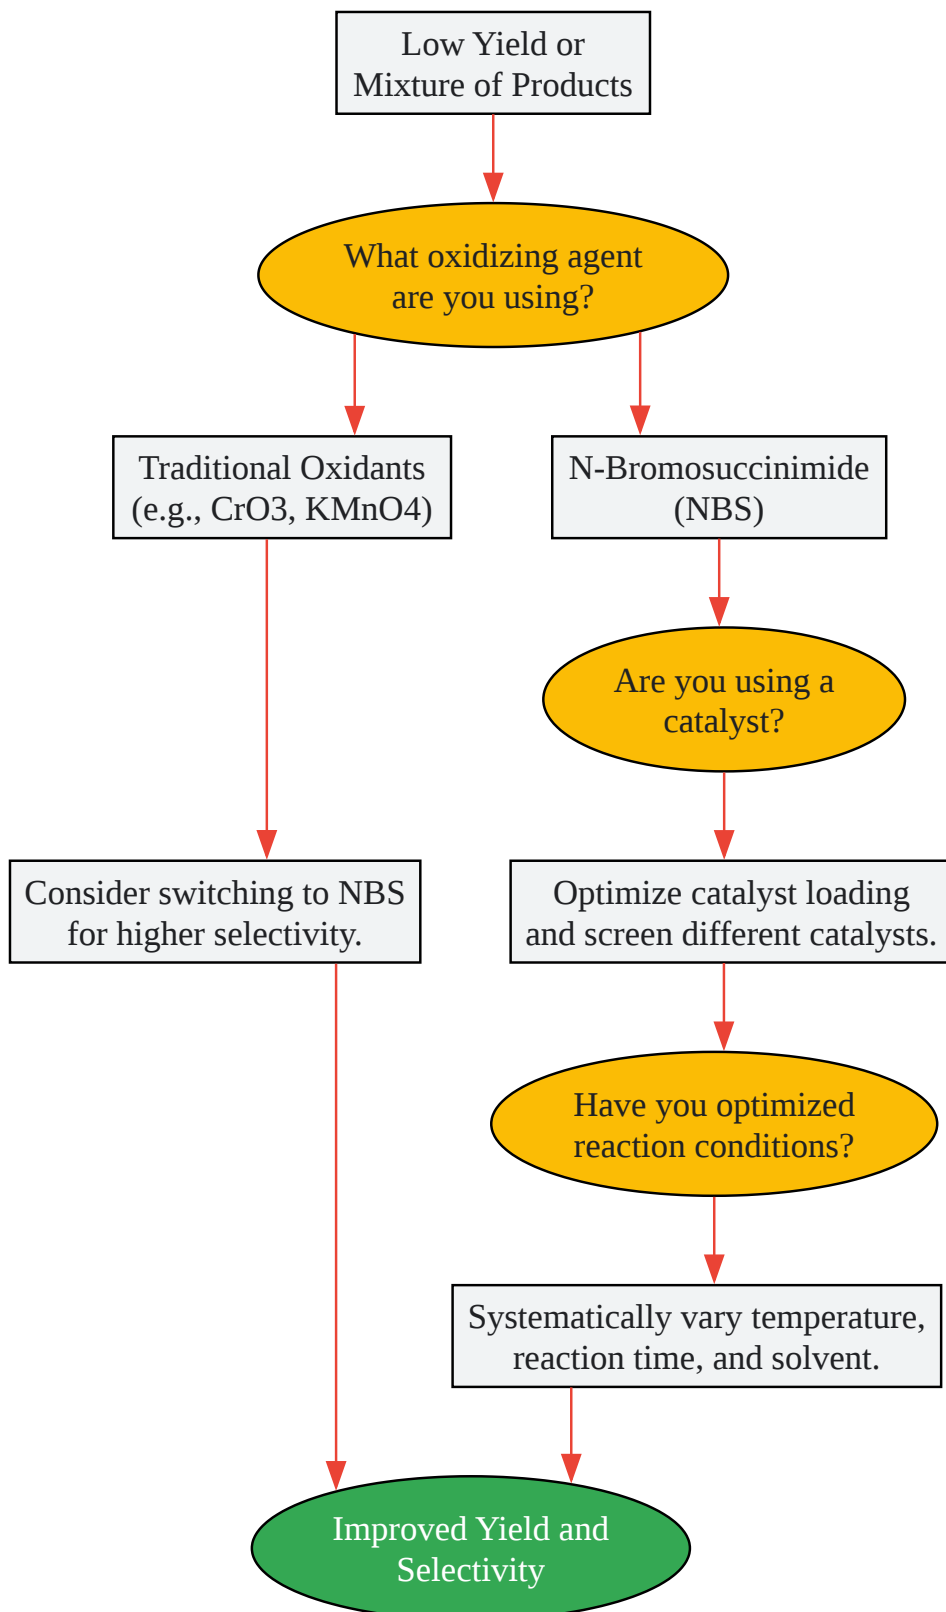 Low Yield or
Mixture of Products
What oxidizing agent
are you using?
Traditional Oxidants
(e.g., CrO3, KMnO4)
N-Bromosuccinimide
(NBS)
Are you using a
catalyst?
Consider switching to NBS
for higher selectivity.
Optimize catalyst loading
and screen different catalysts.
Have you optimized
reaction conditions?
Systematically vary temperature,
reaction time, and solvent.
Improved Yield and
Selectivity